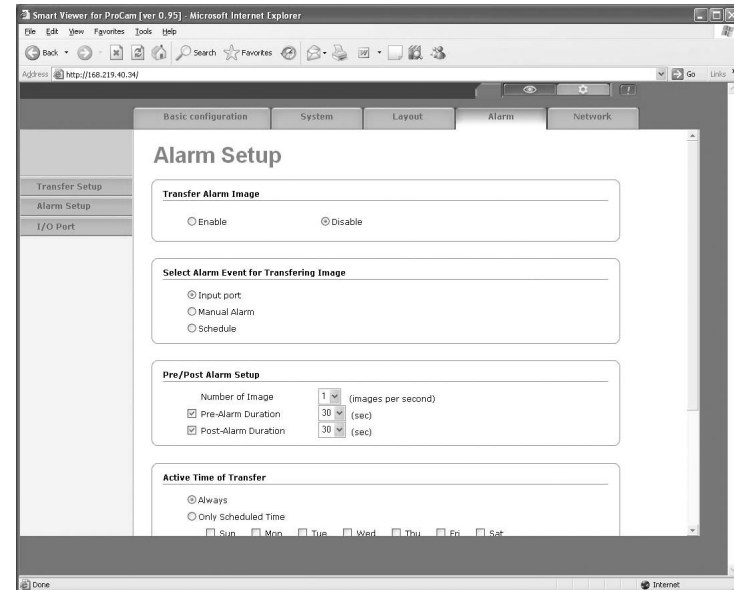 Smart Viewer for ProCam [ver 0.95] - Microsoft Internet Explorer
File Edit View Favorites Tools Help
Back Search Favorites
Address http://168.219.40.34/ Go Links
Basic configuration System Layout Alarm Network
Alarm Setup
Transfer Setup
Alarm Setup
I/O Port
Transfer Alarm Image
Enable Disable
Select Alarm Event for Transfering Image
Input port
Manual Alarm
Schedule
Pre/Post Alarm Setup
Number of Image 1 (images per second)
Pre-Alarm Duration 30 (sec)
Post-Alarm Duration 30 (sec)
Active Time of Transfer
Always
Only Scheduled Time
Sun Mon Tue Wed Thu Fri Sat
Done Internet